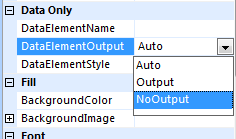 Data Only
DataElementName
DataElementOutput Auto
DataElementStyle Auto
Fill Output
BackgroundColor NoOutput
BackgroundImage
Font